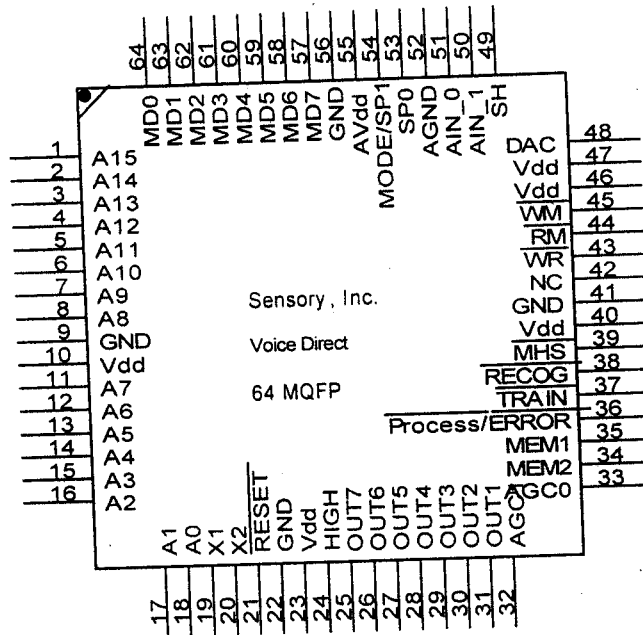 64 63 62 61 60 59 58 57 56 55 54 53 52 51 50 49
MD0 MD1 MD2 MD3 MD4 MD5 MD6 MD7 GND AVdd MODE/SP1 SP0 AGND AIN_0 AIN_1 SH
1 A15
2 A14
3 A13
4 A12
5 A11
6 A10
7 A9
8 A8
9 GND
10 Vdd
11 A7
12 A6
13 A5
14 A4
15 A3
16 A2
Sensory, Inc.
Voice Direct
64 MQFP
DAC 48
Vdd 47
Vdd 46
WM 45
RM 44
WR 43
NC 42
GND 41
Vdd 40
MHS 39
RECOG 38
TRAIN 37
Process/ERROR 36
MEM1 35
MEM2 34
AGC0 33
A1 A0 X1 X2 RESET GND Vdd HIGH OUT7 OUT6 OUT5 OUT4 OUT3 OUT2 OUT1
17 18 19 20 21 22 23 24 25 26 27 28 29 30 31 32